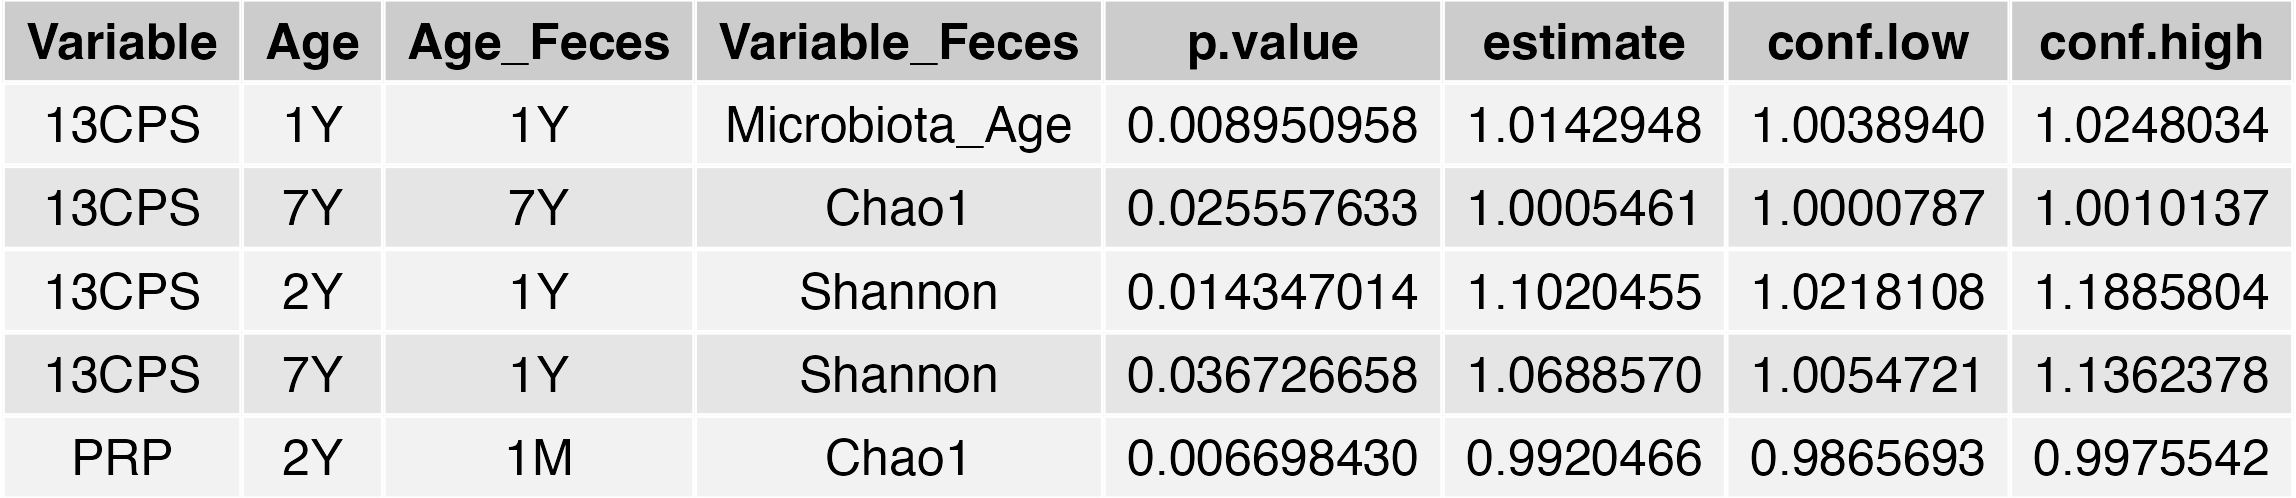 Variable Age Age_Feces Variable_Feces p.value estimate conf.low conf.high
13CPS 1Y 1Y Microbiota_Age 0.008950958 1.0142948 1.0038940 1.0248034
13CPS 7Y 7Y Chao1 0.025557633 1.0005461 1.0000787 1.0010137
13CPS 2Y 1Y Shannon 0.014347014 1.1020455 1.0218108 1.1885804
13CPS 7Y 1Y Shannon 0.036726658 1.0688570 1.0054721 1.1362378
PRP 2Y 1M Chao1 0.006698430 0.9920466 0.9865693 0.9975542